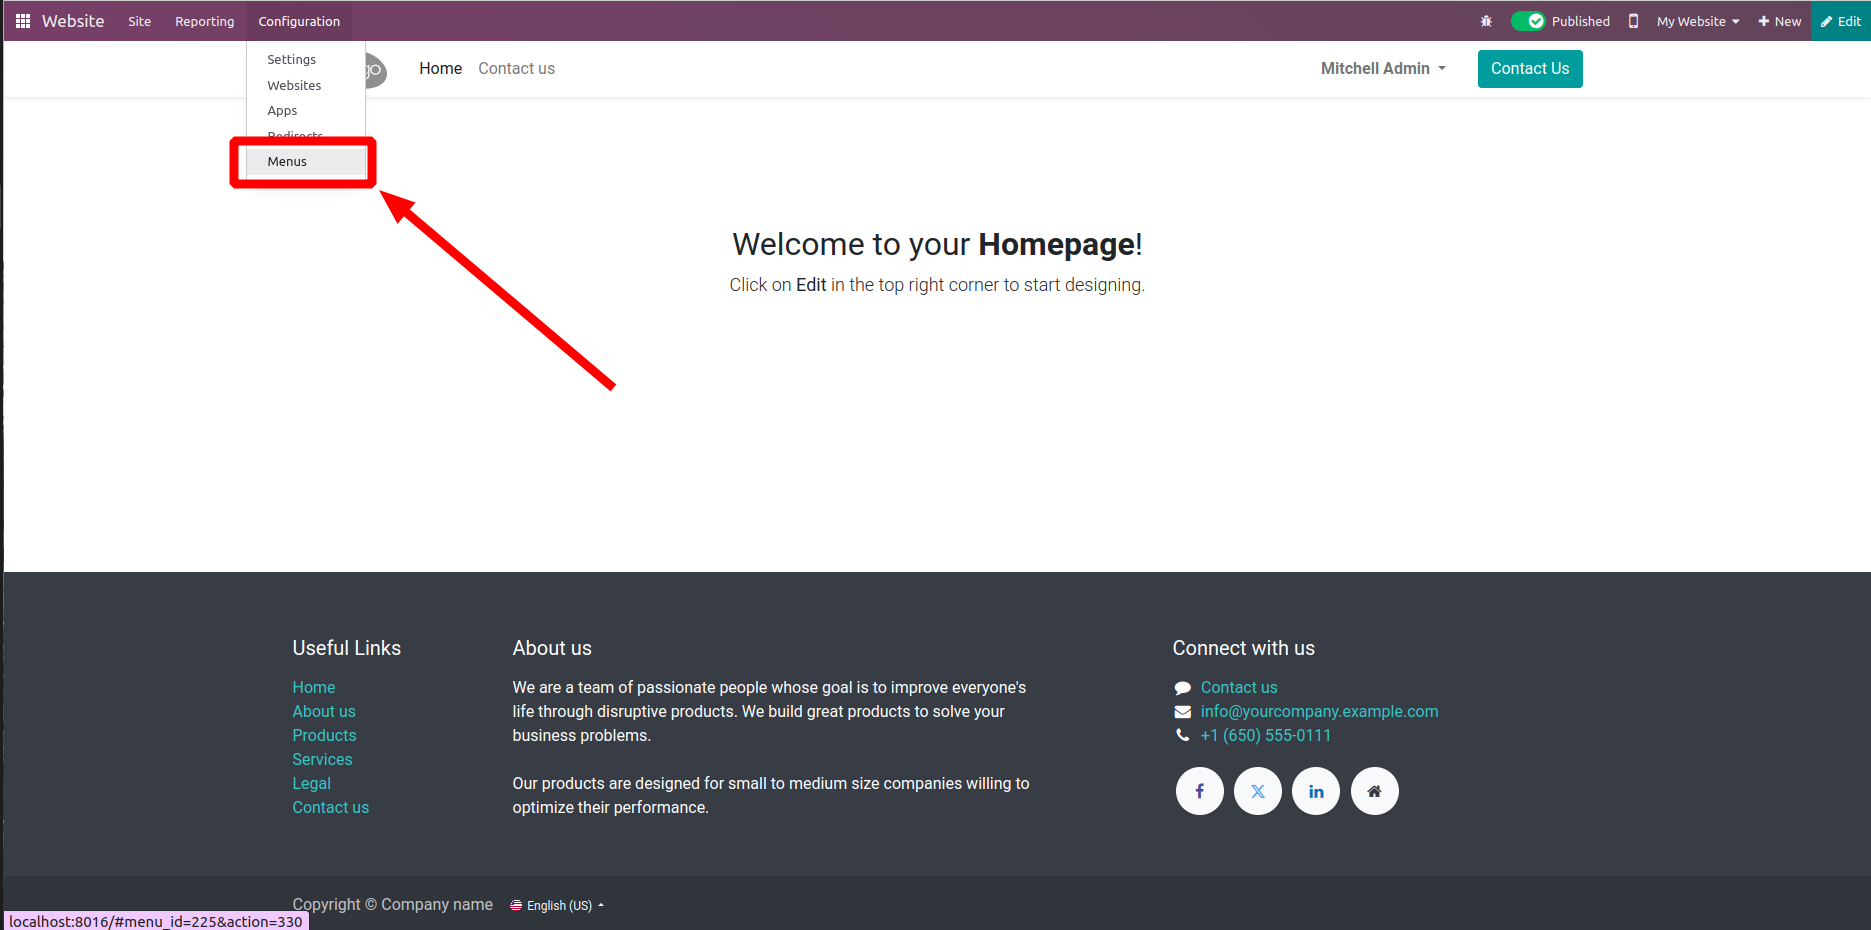 Website Site Reporting Configuration Published My Website New Edit
Settings
Websites
Apps
Redirects
Menus
go Home Contact us Mitchell Admin Contact Us
Welcome to your Homepage!
Click on Edit in the top right corner to start designing.
Useful Links
Home
About us
Products
Services
Legal
Contact us
About us
We are a team of passionate people whose goal is to improve everyone's
life through disruptive products. We build great products to solve your
business problems.
Our products are designed for small to medium size companies willing to
optimize their performance.
Connect with us
Contact us
info@yourcompany.example.com
+1 (650) 555-0111
Copyright © Company name English (US)
localhost:8016/#menu_id=225&action=330